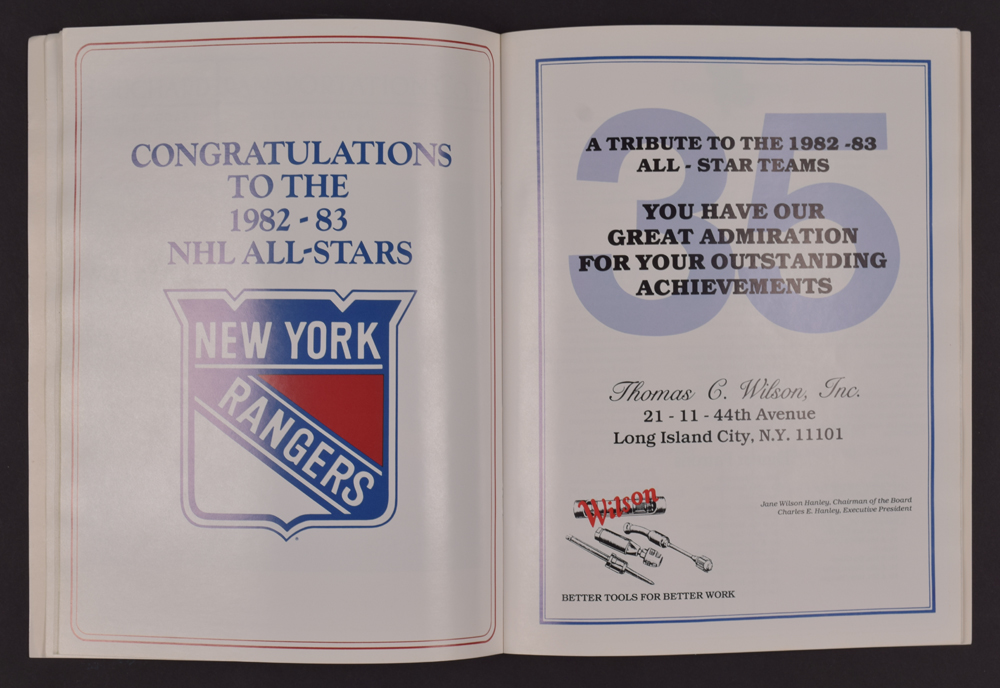 CONGRATULATIONS
TO THE
1982 - 83
NHL ALL-STARS
NEW YORK
RANGERS
35
A TRIBUTE TO THE 1982 -83
ALL - STAR TEAMS
YOU HAVE OUR
GREAT ADMIRATION
FOR YOUR OUTSTANDING
ACHIEVEMENTS
Thomas C. Wilson, Inc.
21 - 11 - 44th Avenue
Long Island City, N.Y. 11101
Wilson
Jane Wilson Hanley, Chairman of the Board
Charles E. Hanley, Executive President
BETTER TOOLS FOR BETTER WORK